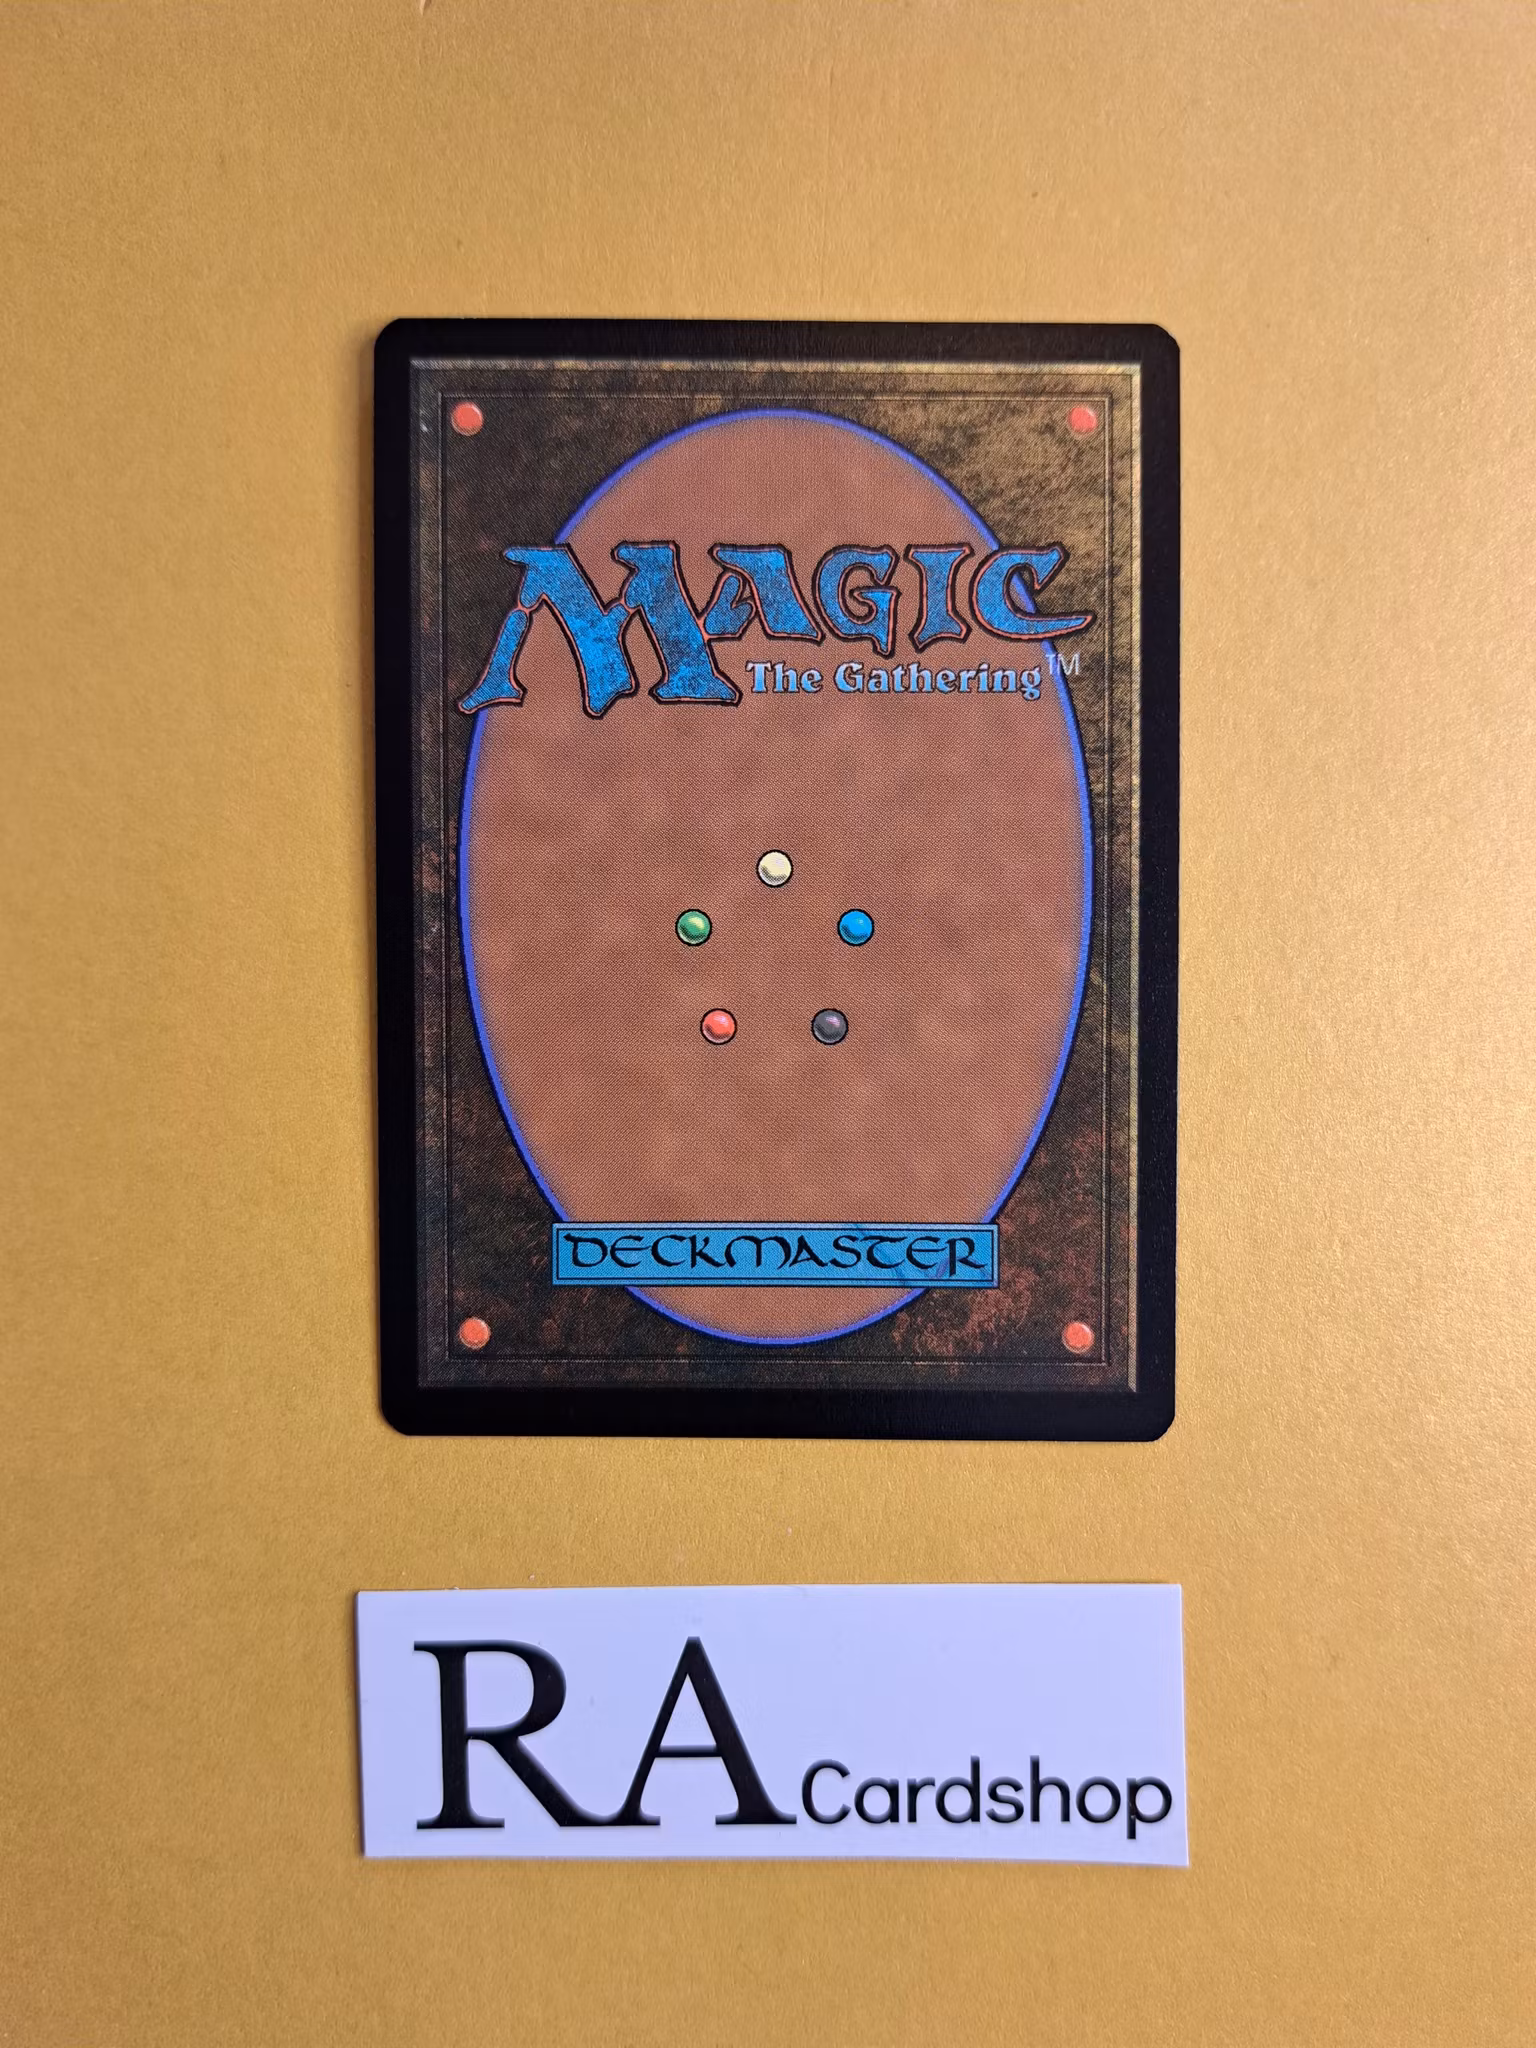 MAGIC
The Gathering™
DECKMASTER
RA Cardshop